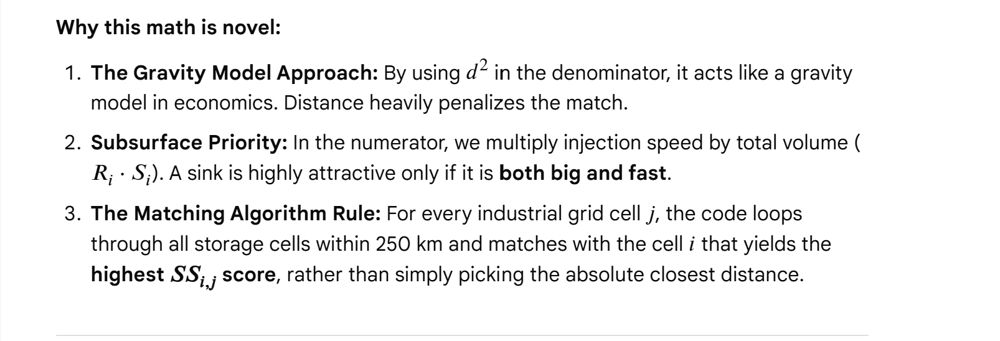 Why this math is novel:
1. The Gravity Model Approach: By using d² in the denominator, it acts like a gravity
model in economics. Distance heavily penalizes the match.
2. Subsurface Priority: In the numerator, we multiply injection speed by total volume (
Rᵢ · Sᵢ). A sink is highly attractive only if it is both big and fast.
3. The Matching Algorithm Rule: For every industrial grid cell j, the code loops
through all storage cells within 250 km and matches with the cell i that yields the
highest SSᵢ,ⱼ score, rather than simply picking the absolute closest distance.